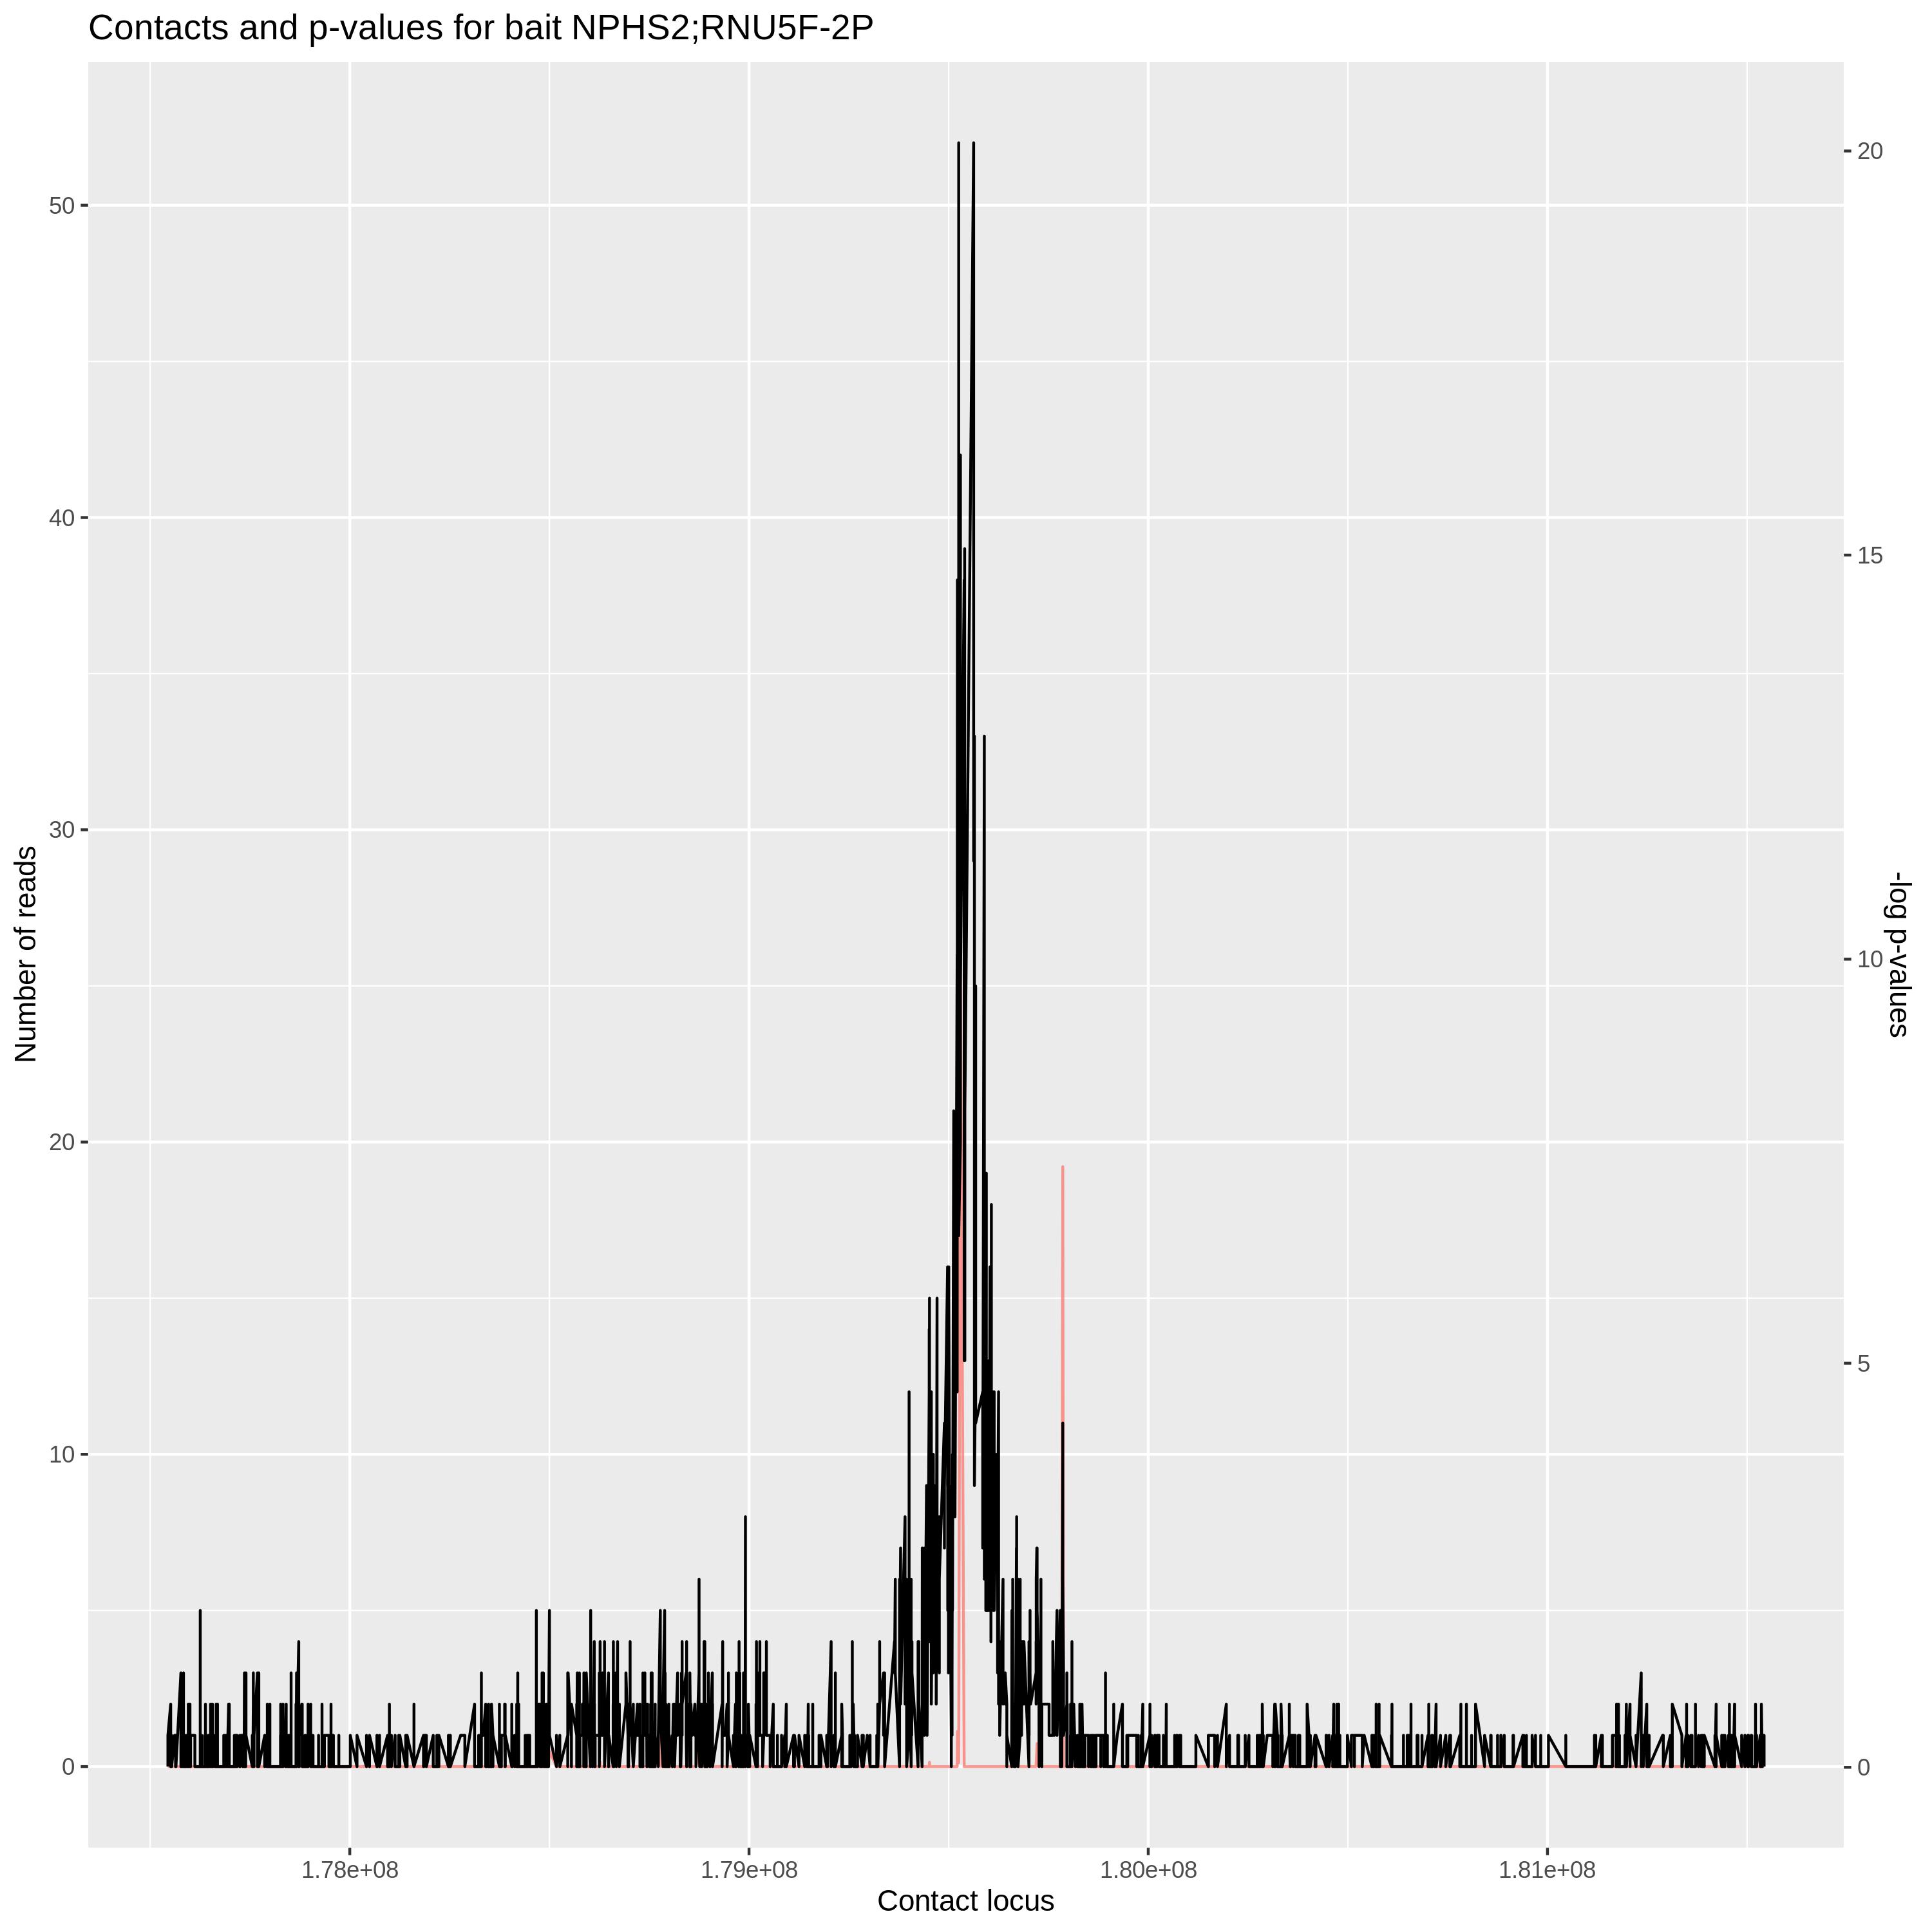 Contacts and p-values for bait NPHS2;RNU5F-2P
50
40
30
20
10
0
Number of reads
20
15
10
5
0
-log p-values
1.78e+08
1.79e+08
1.80e+08
1.81e+08
Contact locus